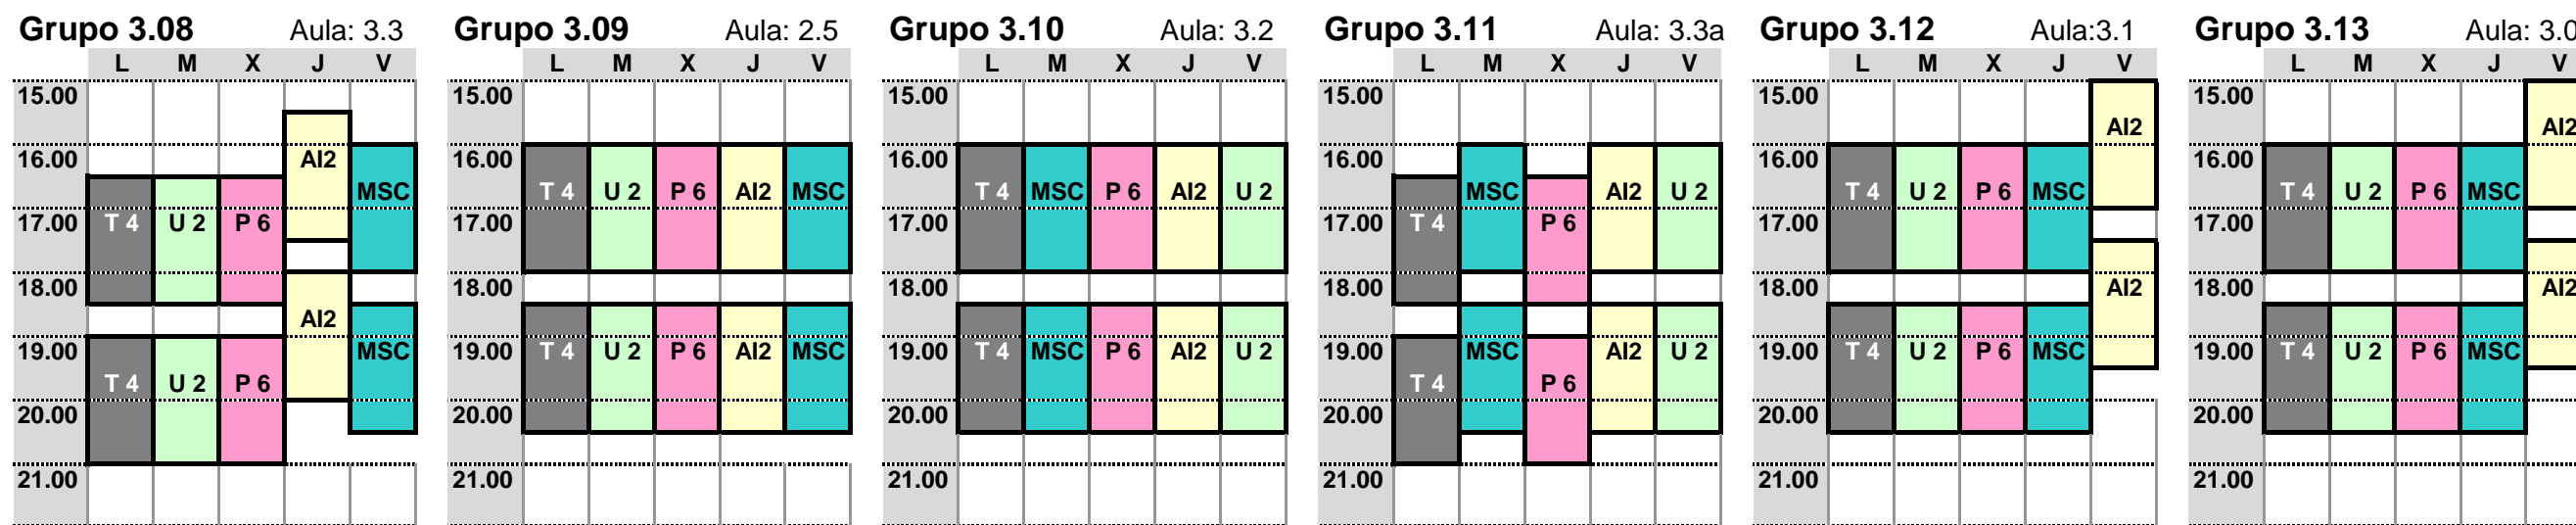 Grupo 3.08 Aula: 3.3
L M X J V
15.00
16.00 AI2
MSC
17.00 T 4 U 2 P 6
18.00
AI2
19.00 MSC
T 4 U 2 P 6
20.00
21.00
Grupo 3.09 Aula: 2.5
L M X J V
15.00
16.00
T 4 U 2 P 6 AI2 MSC
17.00
18.00
19.00 T 4 U 2 P 6 AI2 MSC
20.00
21.00
Grupo 3.10 Aula: 3.2
L M X J V
15.00
16.00
T 4 MSC P 6 AI2 U 2
17.00
18.00
19.00 T 4 MSC P 6 AI2 U 2
20.00
21.00
Grupo 3.11 Aula: 3.3a
L M X J V
15.00
16.00
MSC AI2 U 2
17.00 T 4 P 6
18.00
19.00 MSC AI2 U 2
T 4 P 6
20.00
21.00
Grupo 3.12 Aula:3.1
L M X J V
15.00
AI2
16.00
T 4 U 2 P 6 MSC
17.00
18.00 AI2
19.00 T 4 U 2 P 6 MSC
20.00
21.00
Grupo 3.13 Aula: 3.0
L M X J V
15.00
AI2
16.00
T 4 U 2 P 6 MSC
17.00
18.00 AI2
19.00 T 4 U 2 P 6 MSC
20.00
21.00